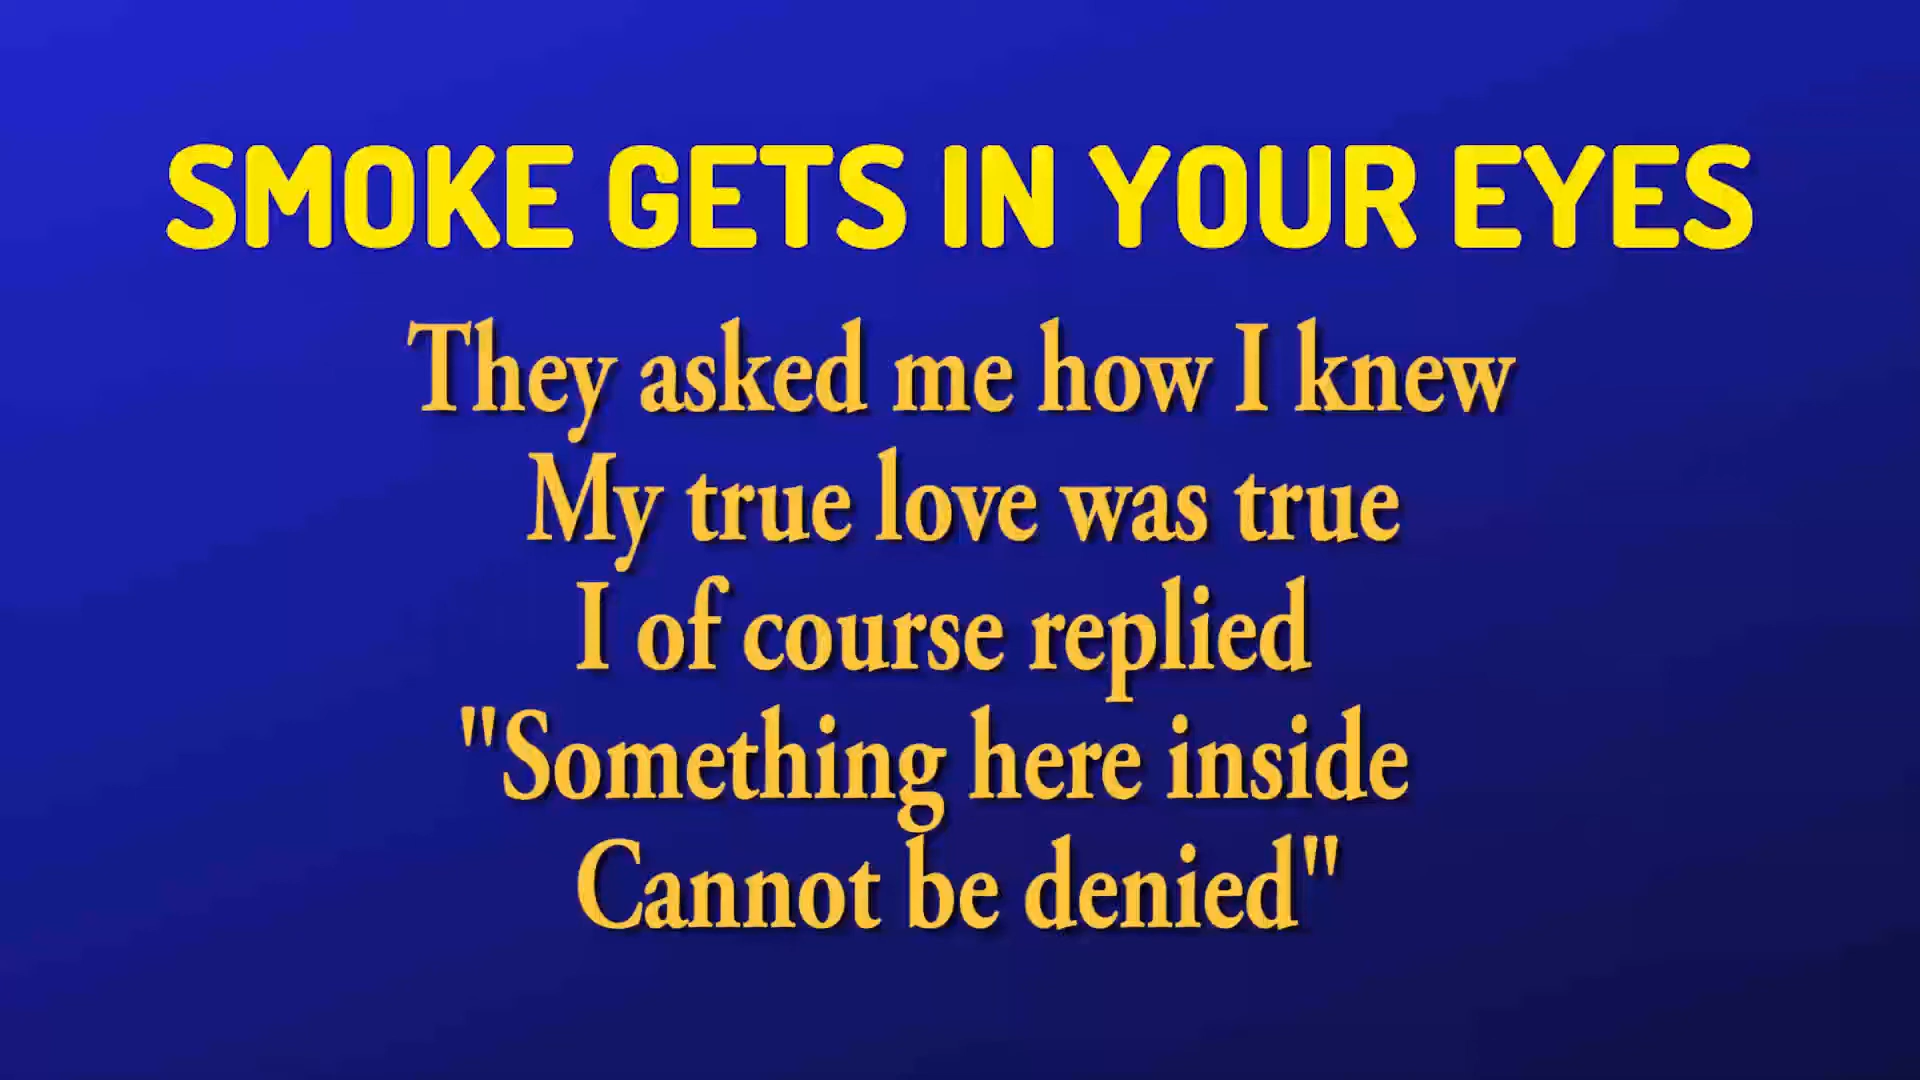 SMOKE GETS IN YOUR EYES
They asked me how I knew
My true love was true
I of course replied
"Something here inside
Cannot be denied"